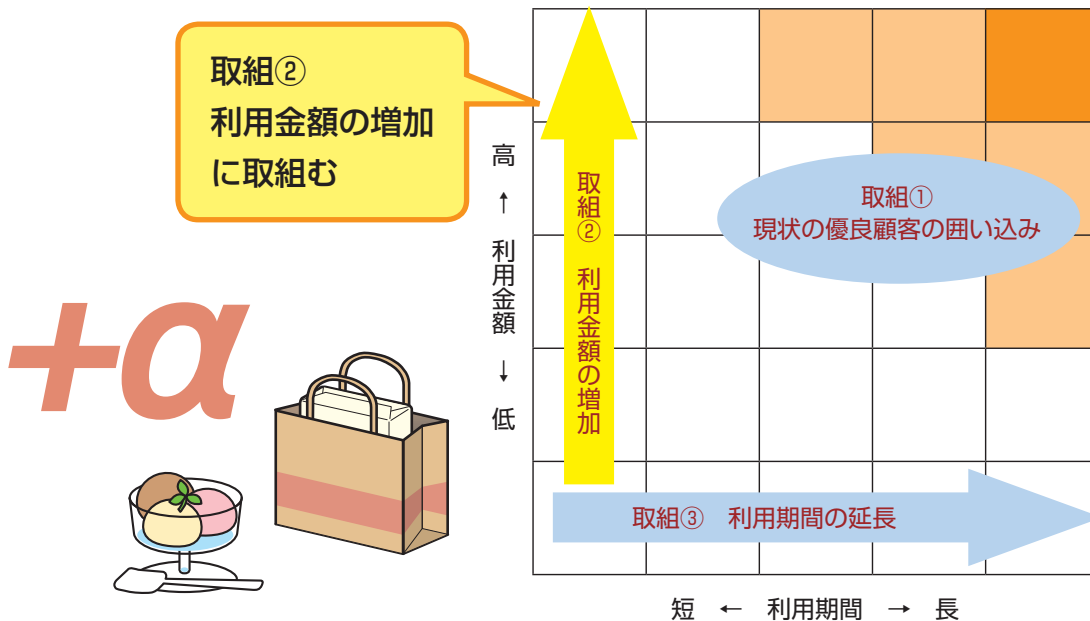 取組②
利用金額の増加
に取組む
高 ← 利用金額 → 低
取組② 利用金額の増加
取組①
現状の優良顧客の囲い込み
+α
取組③ 利用期間の延長
短 ← 利用期間 → 長